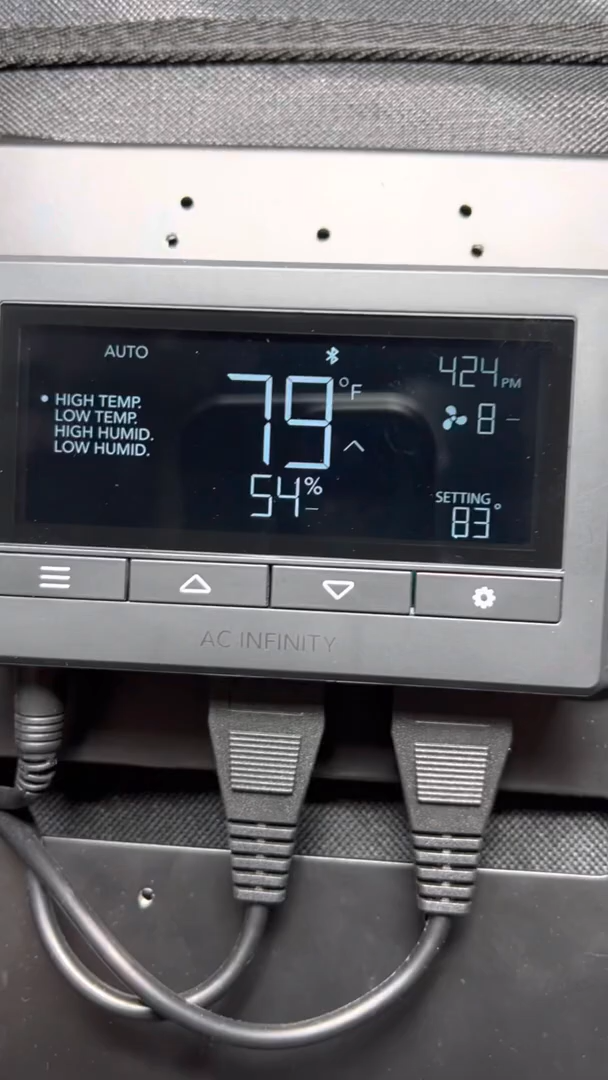 AUTO
424 PM
79 °F
8 –
• HIGH TEMP.
LOW TEMP.
HIGH HUMID.
LOW HUMID.
54 % –
SETTING
83°
AC INFINITY